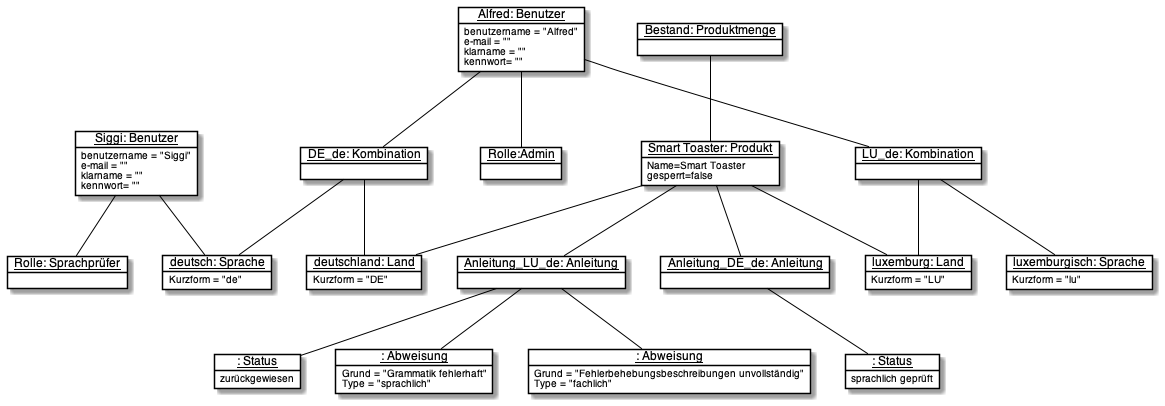 Alfred: Benutzer
benutzername = "Alfred"
e-mail = ""
klarname = ""
kennwort= ""
Bestand: Produktmenge
Siggi: Benutzer
benutzername = "Siggi"
e-mail = ""
klarname = ""
kennwort= ""
DE_de: Kombination
Rolle:Admin
Smart Toaster: Produkt
Name=Smart Toaster
gesperrt=false
LU_de: Kombination
Rolle: Sprachprüfer
deutsch: Sprache
Kurzform = "de"
deutschland: Land
Kurzform = "DE"
Anleitung_LU_de: Anleitung
Anleitung_DE_de: Anleitung
luxemburg: Land
Kurzform = "LU"
luxemburgisch: Sprache
Kurzform = "lu"
: Status
zurückgewiesen
: Abweisung
Grund = "Grammatik fehlerhaft"
Type = "sprachlich"
: Abweisung
Grund = "Fehlerbehebungsbeschreibungen unvollständig"
Type = "fachlich"
: Status
sprachlich geprüft